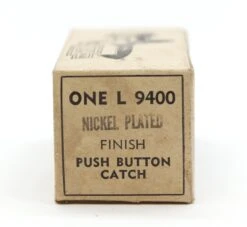 ONE L 9400
NICKEL PLATED
FINISH
PUSH BUTTON
CATCH